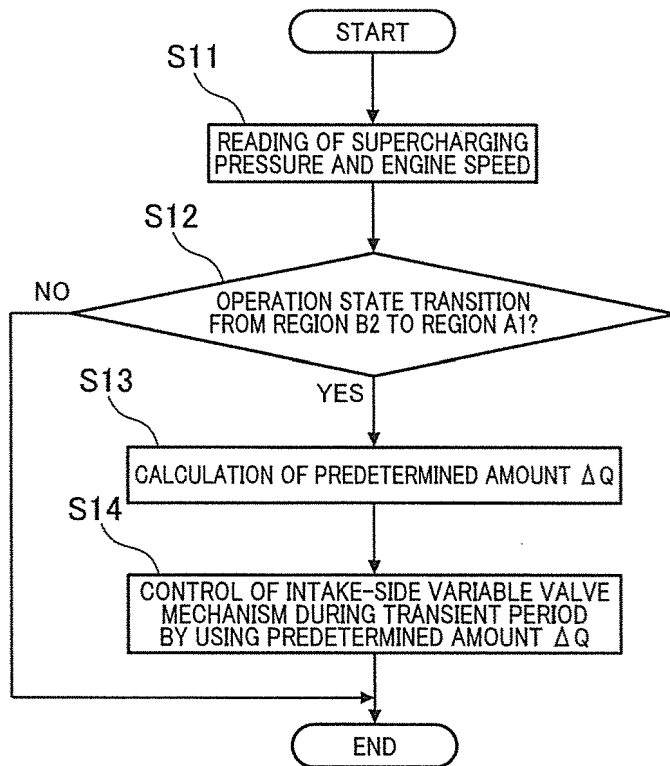 START
S11
READING OF SUPERCHARGING
PRESSURE AND ENGINE SPEED
S12
NO
OPERATION STATE TRANSITION
FROM REGION B2 TO REGION A1?
YES
S13
CALCULATION OF PREDETERMINED AMOUNT ΔQ
S14
CONTROL OF INTAKE-SIDE VARIABLE VALVE
MECHANISM DURING TRANSIENT PERIOD
BY USING PREDETERMINED AMOUNT ΔQ
END